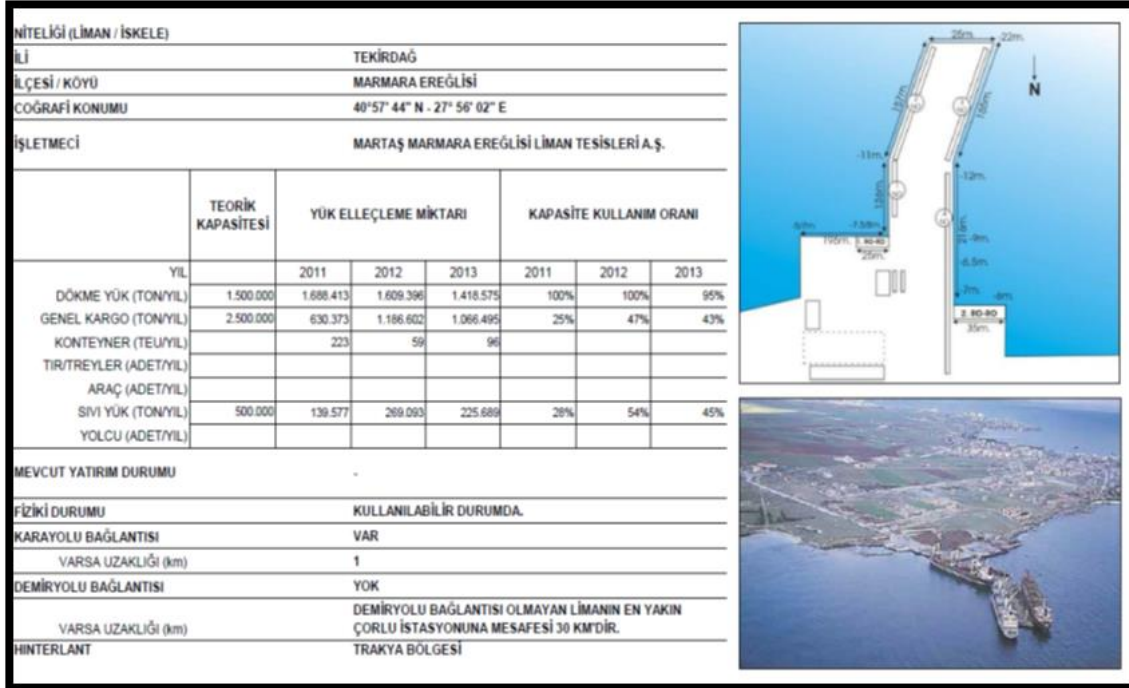 NİTELİĞİ (LİMAN / İSKELE)
İLİ TEKİRDAĞ
İLÇESİ / KÖYÜ MARMARA EREĞLİSİ
COĞRAFİ KONUMU 40°57' 44" N - 27° 56' 02" E
İŞLETMECİ MARTAŞ MARMARA EREĞLİSİ LİMAN TESİSLERİ A.Ş.
TEORİK KAPASİTESİ YÜK ELLEÇLEME MİKTARI KAPASİTE KULLANIM ORANI
YIL 2011 2012 2013 2011 2012 2013
DÖKME YÜK (TON/YIL) 1.500.000 1.688.413 1.609.396 1.418.575 100% 100% 95%
GENEL KARGO (TON/YIL) 2.500.000 630.373 1.186.602 1.066.495 25% 47% 43%
KONTEYNER (TEU/YIL) 223 59 96
TIR/TREYLER (ADET/YIL)
ARAÇ (ADET/YIL)
SIVI YÜK (TON/YIL) 500.000 139.577 269.093 225.689 28% 54% 45%
YOLCU (ADET/YIL)
MEVCUT YATIRIM DURUMU -
FİZİKİ DURUMU KULLANILABİLİR DURUMDA.
KARAYOLU BAĞLANTISI VAR
VARSA UZAKLIĞI (km) 1
DEMİRYOLU BAĞLANTISI YOK
DEMİRYOLU BAĞLANTISI OLMAYAN LİMANIN EN YAKIN
VARSA UZAKLIĞI (km) ÇORLU İSTASYONUNA MESAFESİ 30 KM'DİR.
HINTERLANT TRAKYA BÖLGESİ
-22m.
N
-11m.
-12m.
-9m.
-6.5m.
-7m.
25m.
2. RO-RO
35m.